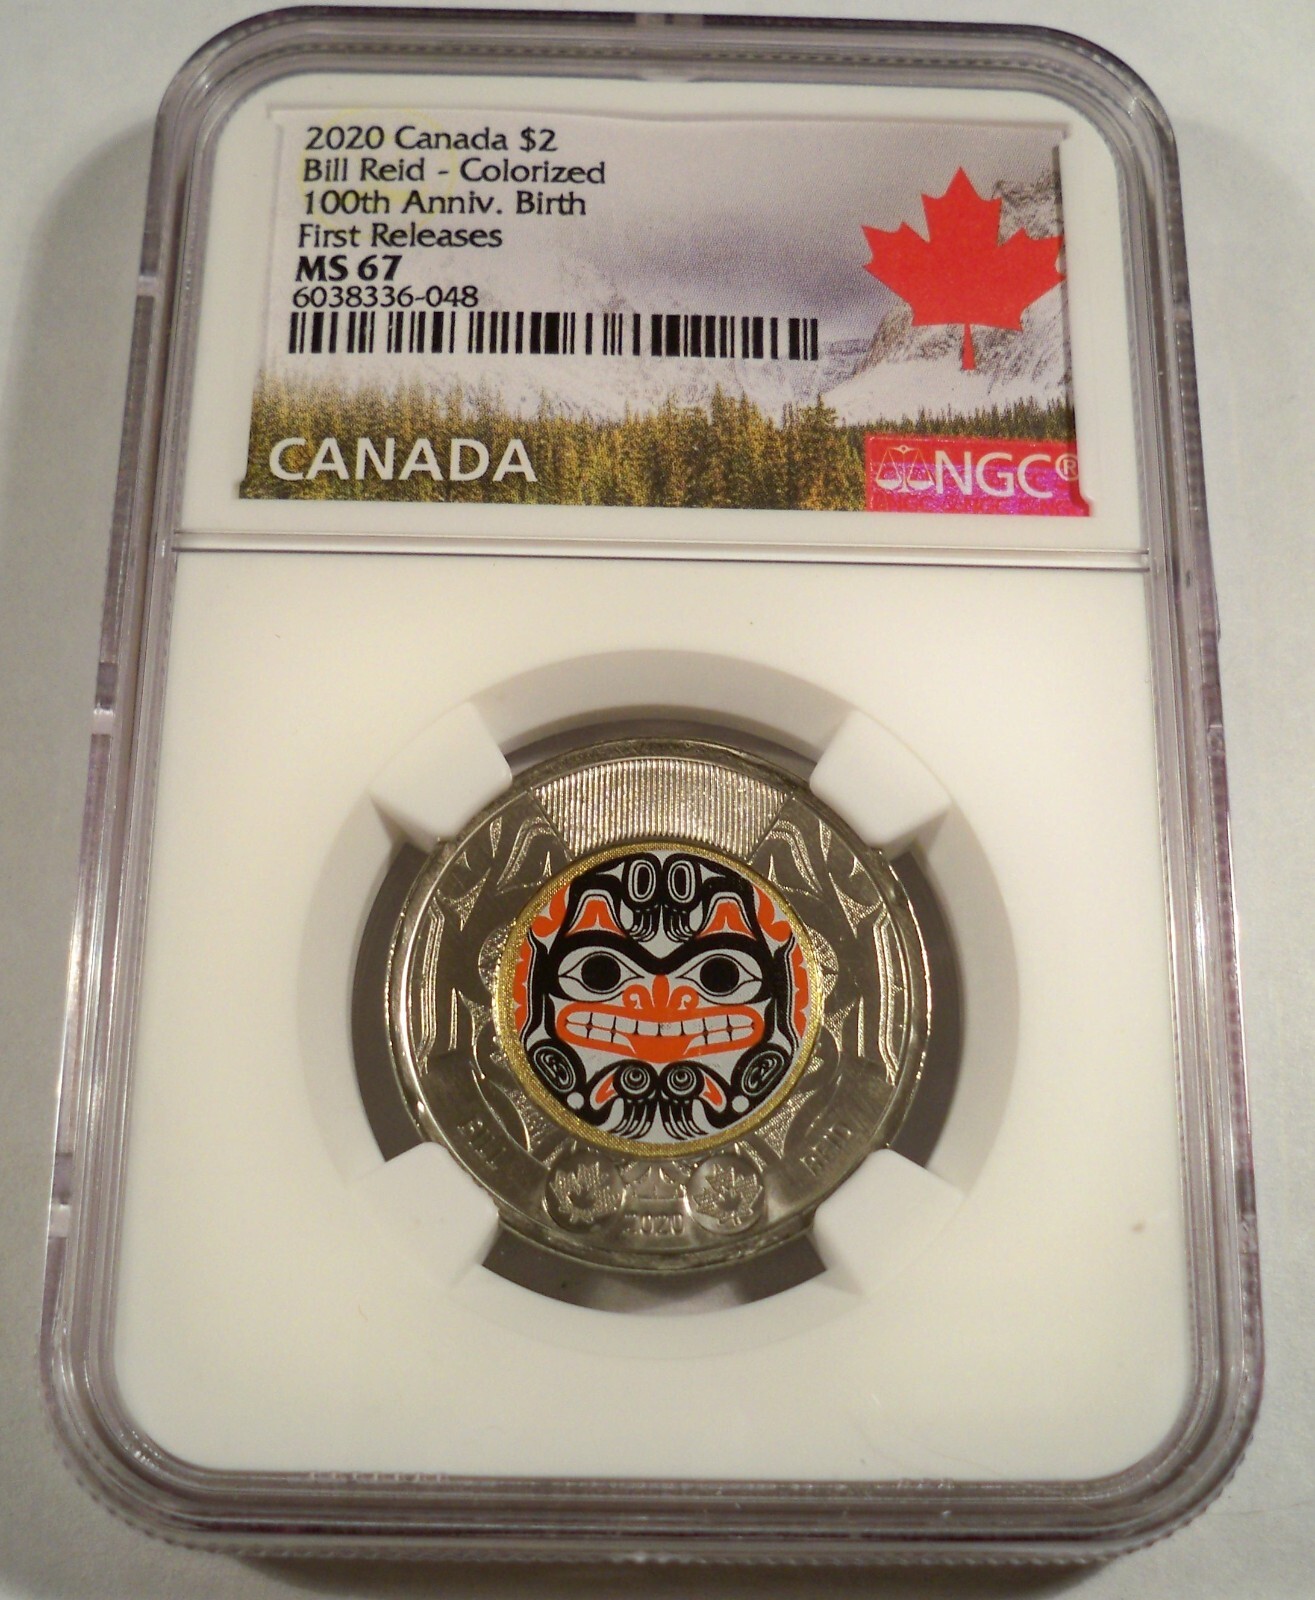 2020 Canada $2
Bill Reid - Colorized
100th Anniv. Birth
First Releases
MS 67
6038336-048
CANADA
NGC®
BILL REID
2020